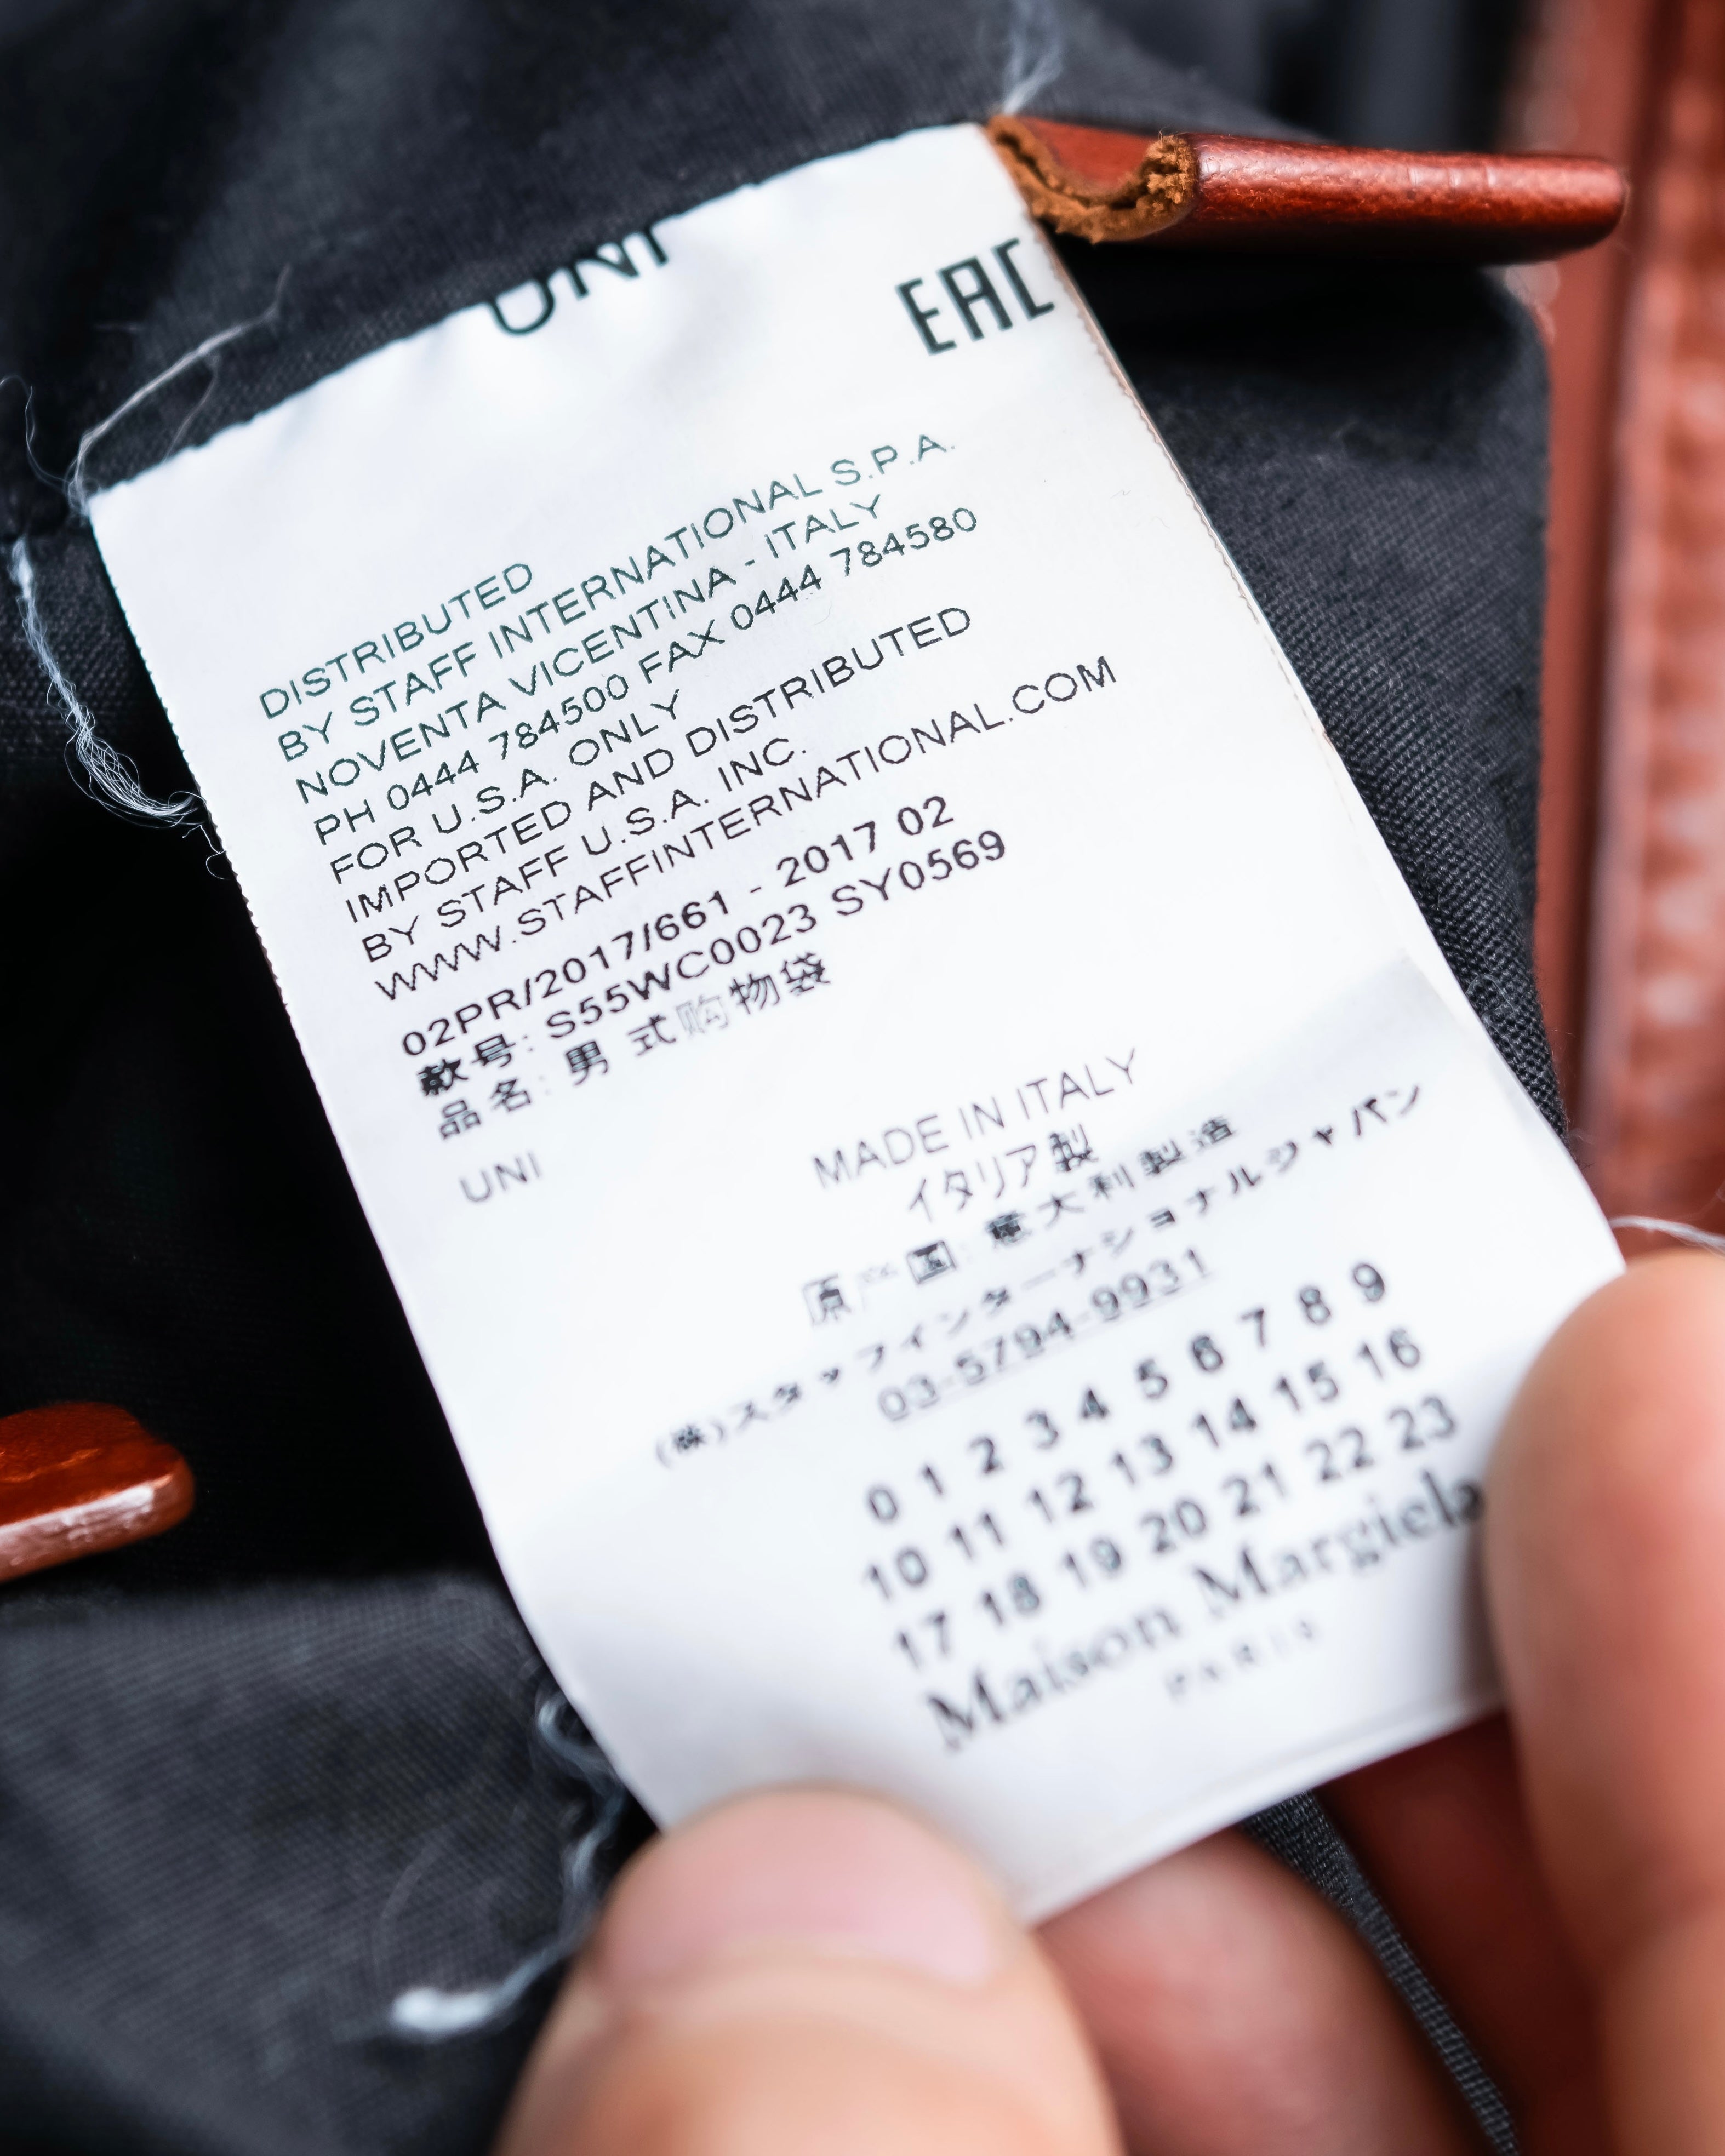 UNI
EAC
DISTRIBUTED
BY STAFF INTERNATIONAL S.P.A.
NOVENTA VICENTINA - ITALY
PH 0444 784500 FAX 0444 784580
FOR U.S.A. ONLY
IMPORTED AND DISTRIBUTED
BY STAFF U.S.A. INC.
WWW.STAFFINTERNATIONAL.COM
02PR/2017/661 - 2017 02
款号: S55WC0023 SY0569
品名: 男式购物袋
UNI
MADE IN ITALY
イタリア製
原产国: 意大利製造
(株)スタッフインターナショナルジャパン
03-5794-9931
0 1 2 3 4 5 6 7 8 9
10 11 12 13 14 15 16
17 18 19 20 21 22 23
Maison Margiela
PARIS